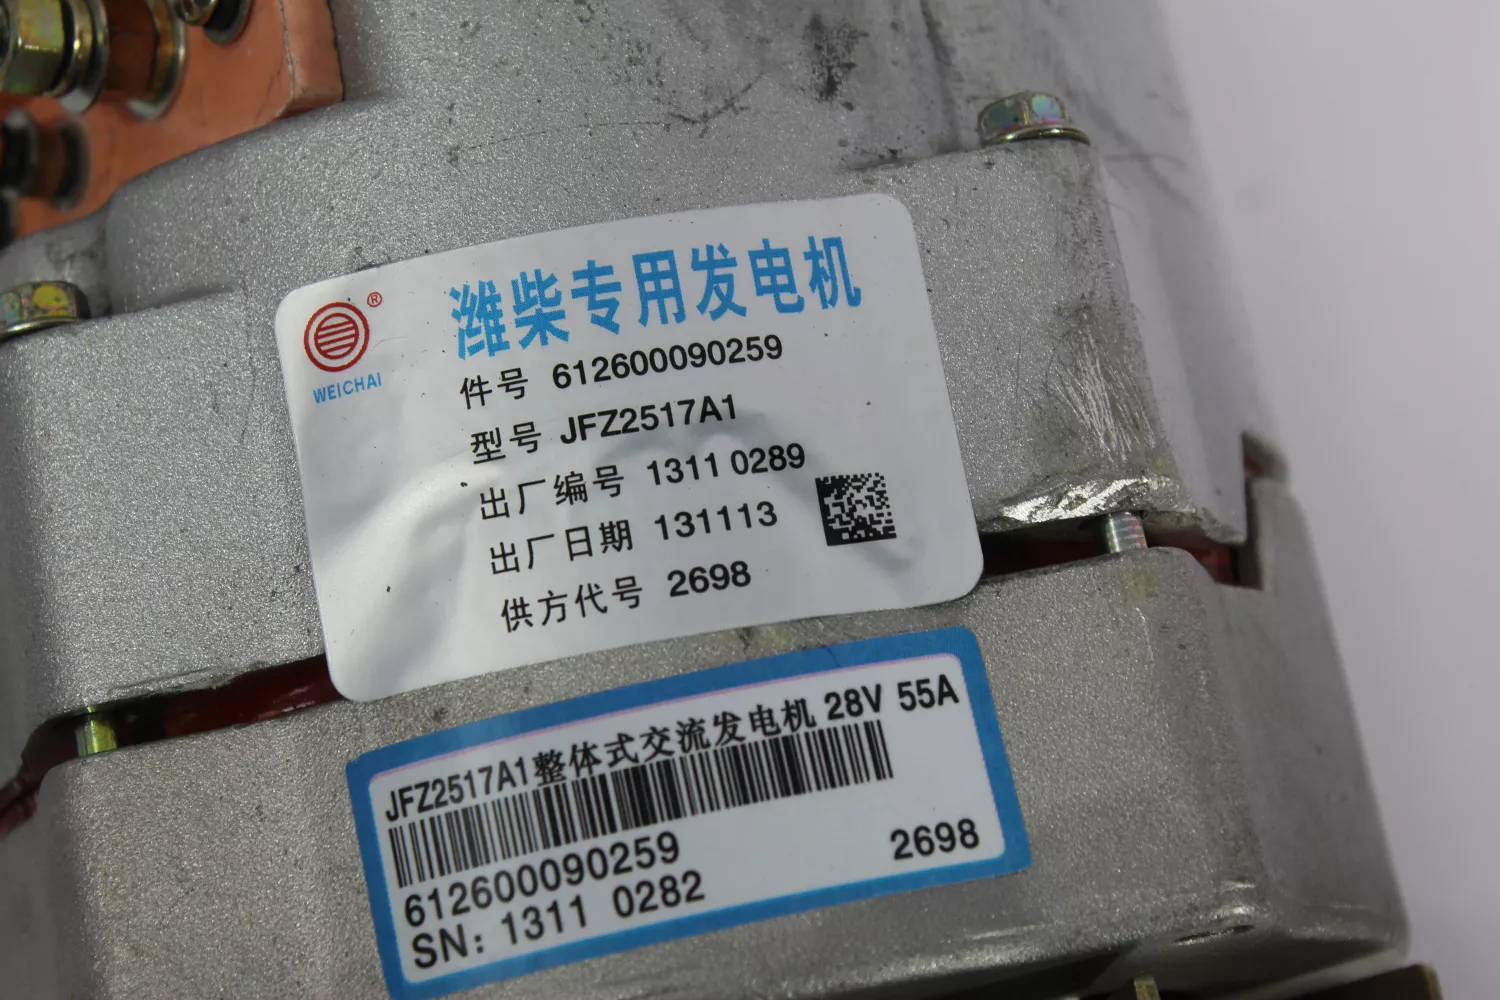 ®
WEICHAI
潍柴专用发电机
件号 612600090259
型号 JFZ2517A1
出厂编号 1311 0289
出厂日期 131113
供方代号 2698
JFZ2517A1整体式交流发电机 28V 55A
612600090259 2698
SN: 1311 0282